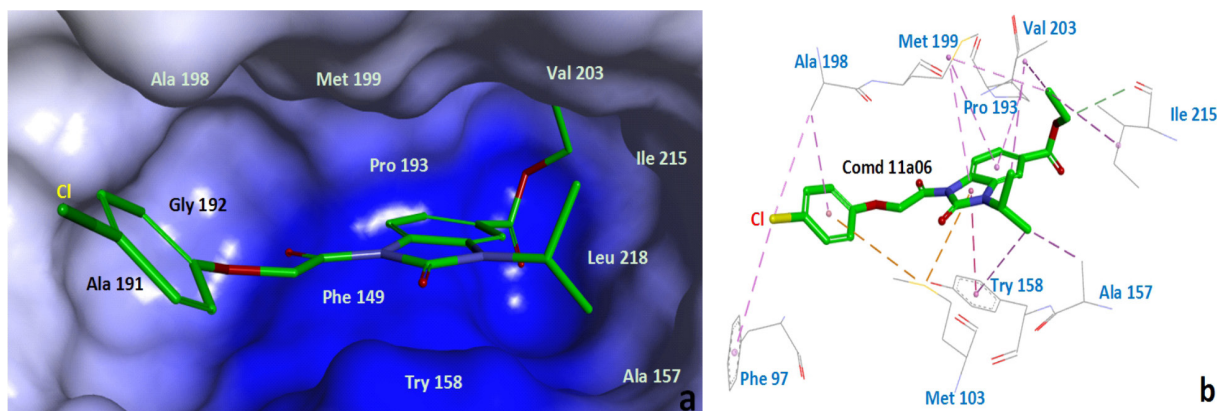 Ala 198
Met 199
Val 203
Pro 193
Ile 215
Cl
Gly 192
Leu 218
Ala 191
Phe 149
Try 158
Ala 157
a
Val 203
Met 199
Ala 198
Pro 193
Ile 215
Comd 11a06
Cl
Try 158
Ala 157
Phe 97
Met 103
b